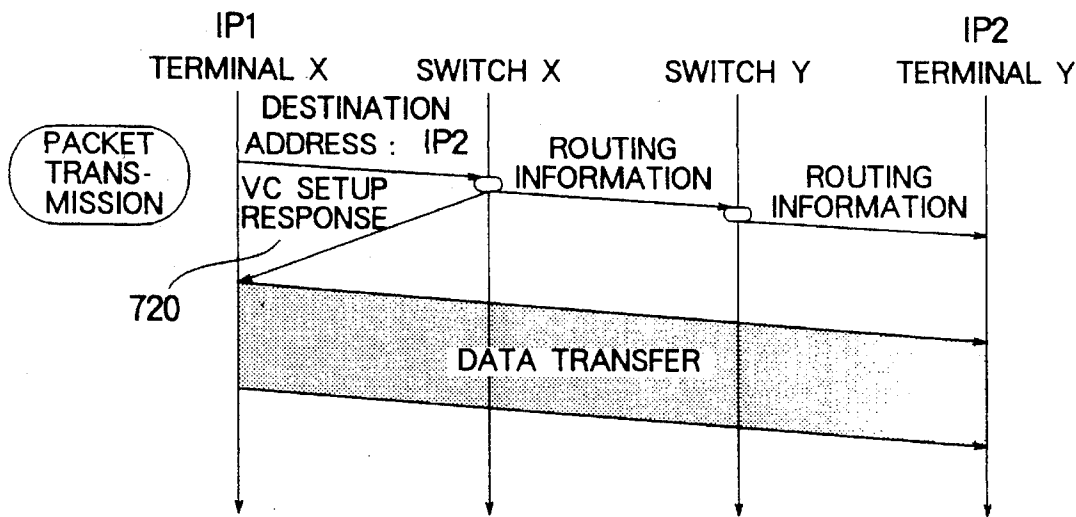 IP1
IP2
TERMINAL X
SWITCH X
SWITCH Y
TERMINAL Y
PACKET
TRANS-
MISSION
DESTINATION
ADDRESS : IP2
VC SETUP
RESPONSE
720
ROUTING
INFORMATION
ROUTING
INFORMATION
DATA TRANSFER